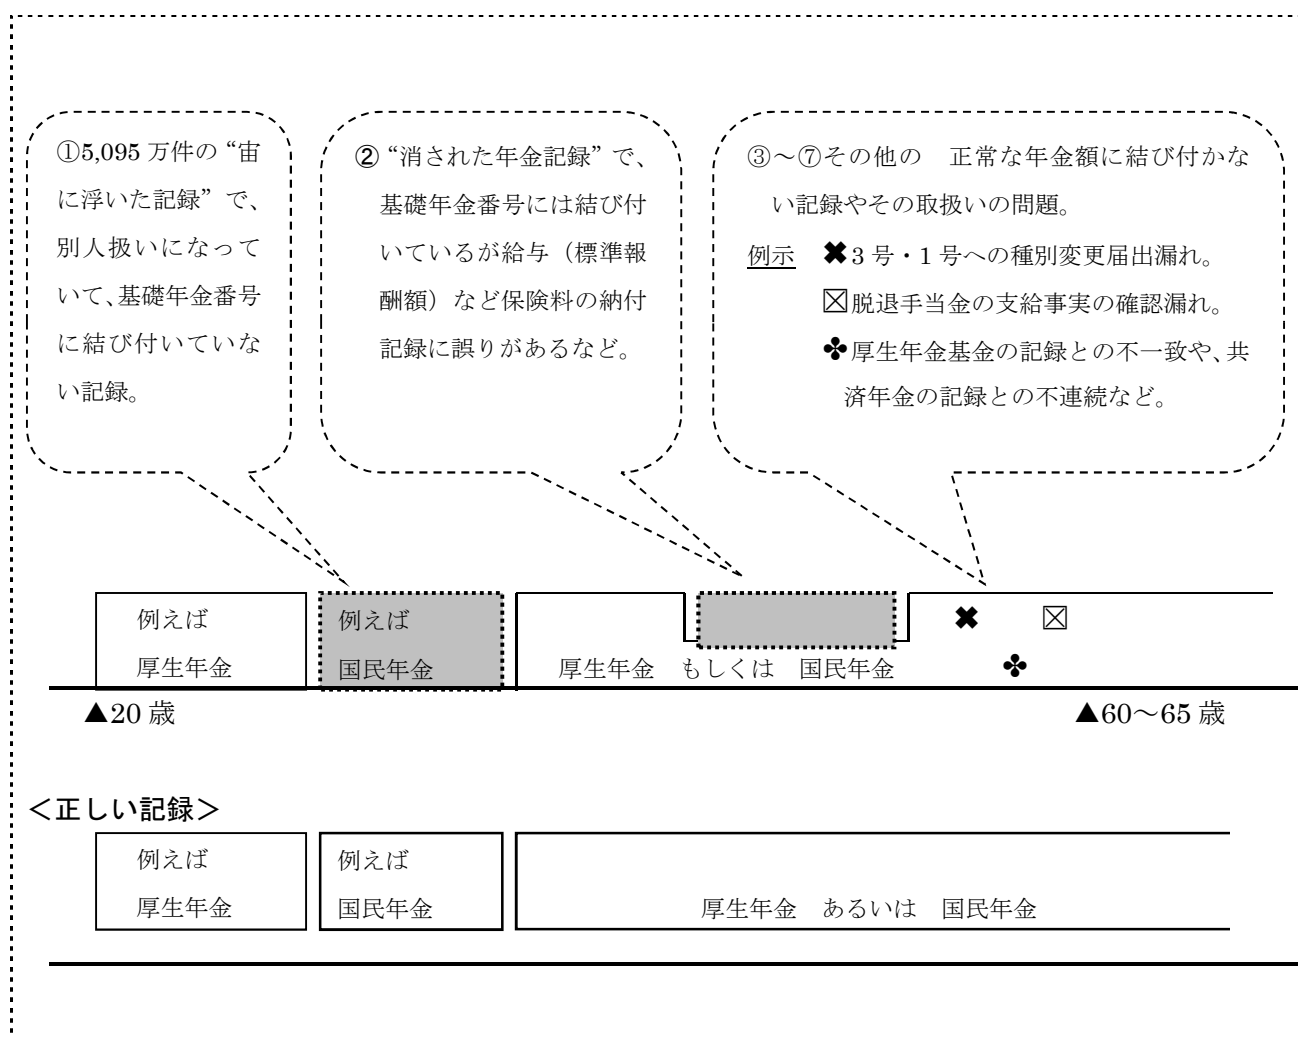 ①5,095 万件の “宙
に浮いた記録” で、
別人扱いになって
いて、基礎年金番号
に結び付いていな
い記録。
② “消された年金記録” で、
基礎年金番号には結び付
いているが給与（標準報
酬額）など保険料の納付
記録に誤りがあるなど。
③～⑦その他の　正常な年金額に結び付かな
い記録やその取扱いの問題。
例示　✖3 号・1 号への種別変更届出漏れ。
☒脱退手当金の支給事実の確認漏れ。
✤厚生年金基金の記録との不一致や、共
済年金の記録との不連続など。
例えば
厚生年金
例えば
国民年金
✖　☒
厚生年金　もしくは　国民年金　✤
▲20 歳
▲60～65 歳
＜正しい記録＞
例えば
厚生年金
例えば
国民年金
厚生年金　あるいは　国民年金